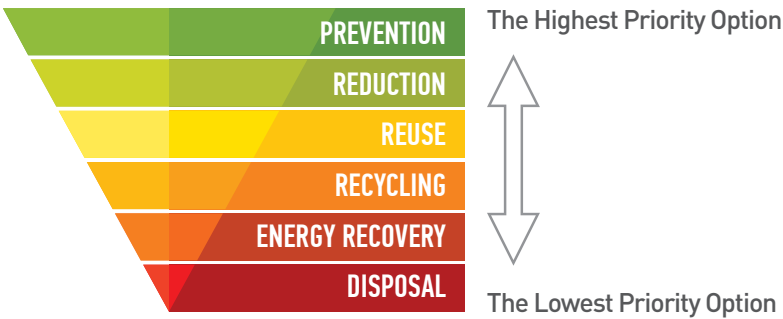 PREVENTION
The Highest Priority Option
REDUCTION
REUSE
RECYCLING
ENERGY RECOVERY
DISPOSAL
The Lowest Priority Option